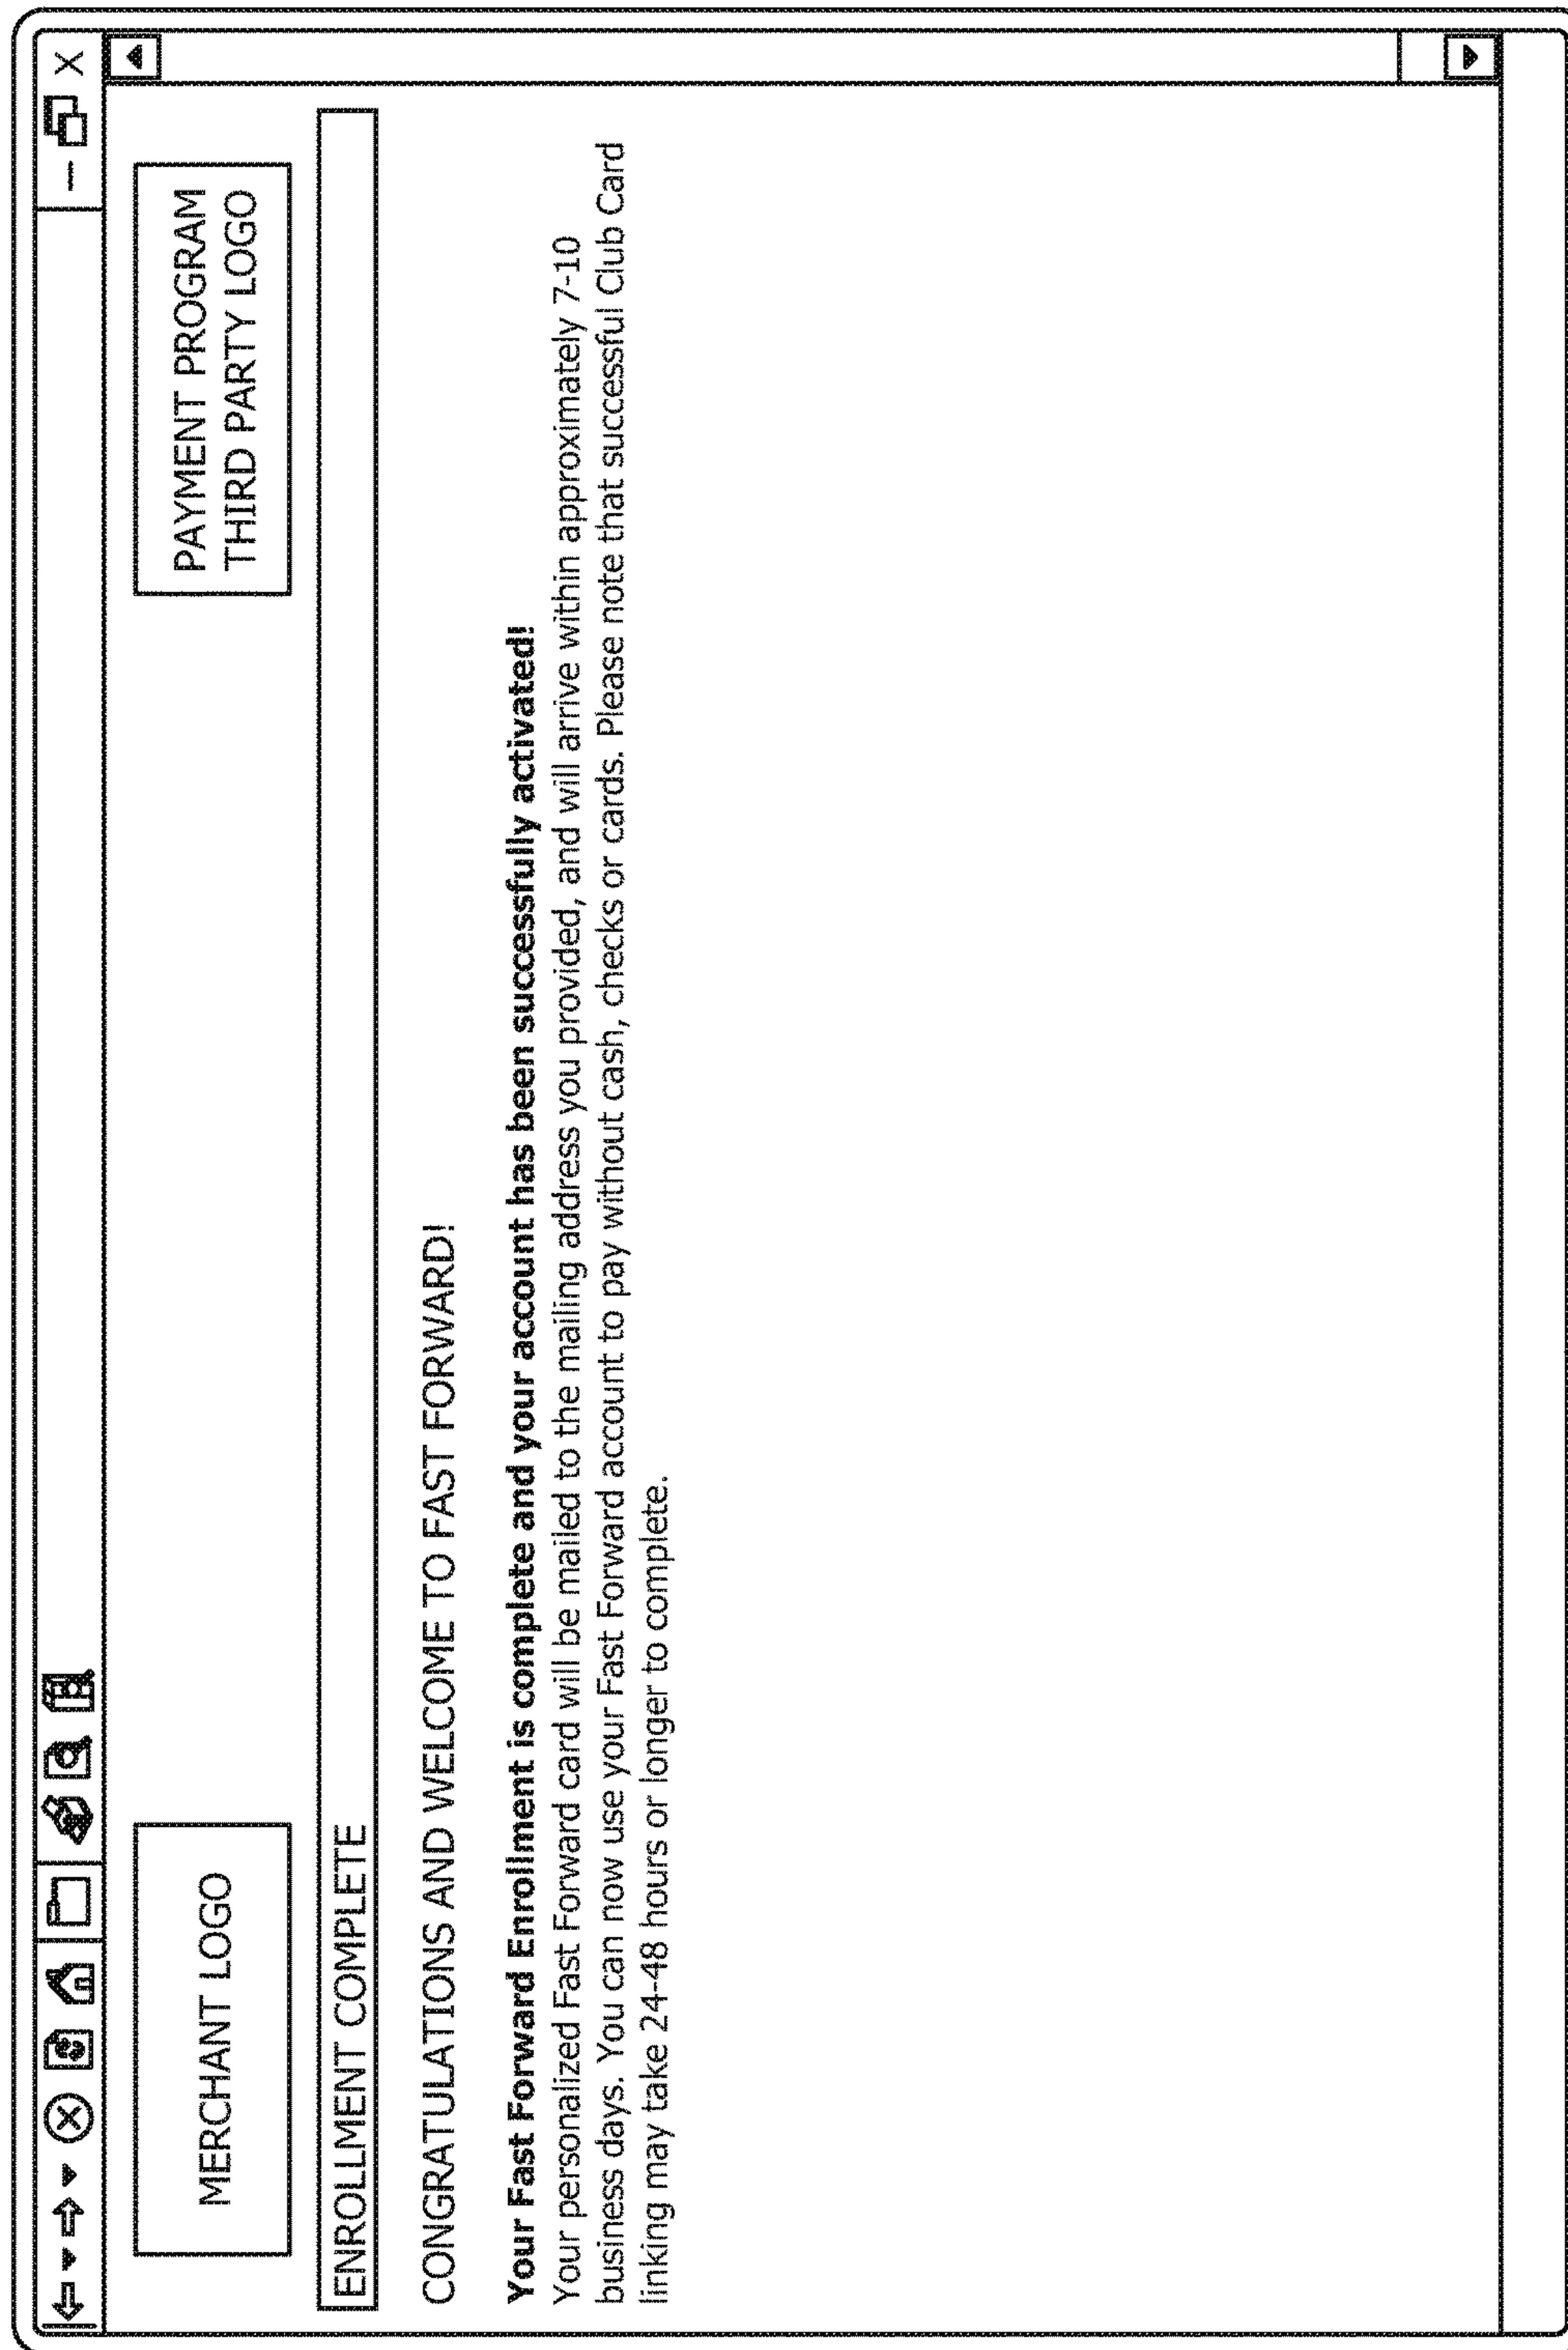 MERCHANT LOGO
PAYMENT PROGRAM
THIRD PARTY LOGO
ENROLLMENT COMPLETE
CONGRATULATIONS AND WELCOME TO FAST FORWARD!
Your Fast Forward Enrollment is complete and your account has been successfully activated!
Your personalized Fast Forward card will be mailed to the mailing address you provided, and will arrive within approximately 7-10
business days. You can now use your Fast Forward account to pay without cash, checks or cards. Please note that successful Club Card
linking may take 24-48 hours or longer to complete.